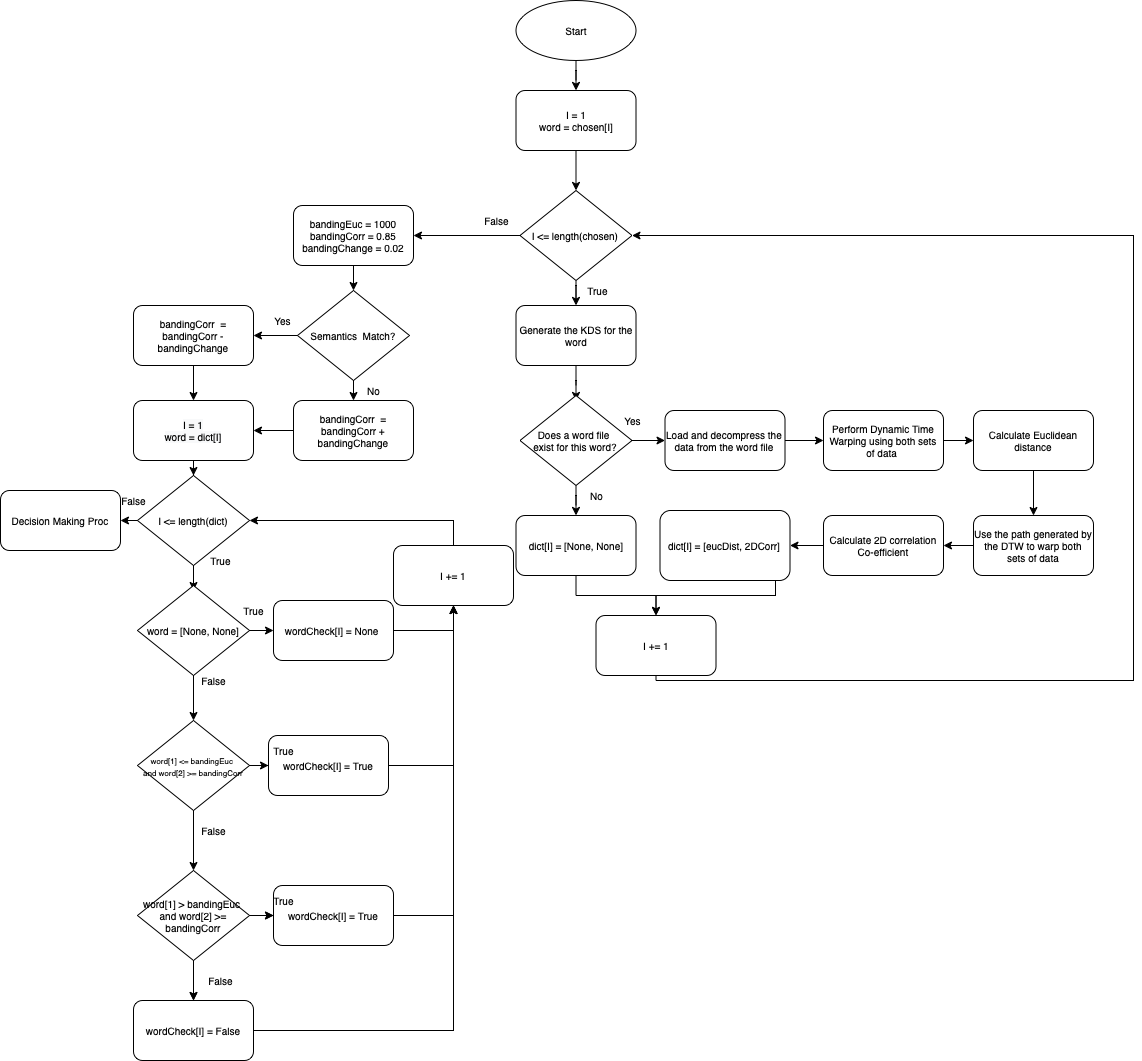 Start
I = 1
word = chosen[I]
I <= length(chosen)
False
True
bandingEuc = 1000
bandingCorr = 0.85
bandingChange = 0.02
Semantics Match?
Yes
No
bandingCorr =
bandingCorr -
bandingChange
bandingCorr =
bandingCorr +
bandingChange
I = 1
word = dict[I]
I <= length(dict)
False
Decision Making Proc
True
word = [None, None]
True
wordCheck[I] = None
I += 1
False
word[1] <= bandingEuc
and word[2] >= bandingCorr
True
wordCheck[I] = True
False
word[1] > bandingEuc
and word[2] >=
bandingCorr
True
wordCheck[I] = True
False
wordCheck[I] = False
Generate the KDS for the
word
Does a word file
exist for this word?
Yes
No
Load and decompress the
data from the word file
Perform Dynamic Time
Warping using both sets
of data
Calculate Euclidean
distance
Use the path generated by
the DTW to warp both
sets of data
Calculate 2D correlation
Co-efficient
dict[I] = [eucDist, 2DCorr]
dict[I] = [None, None]
I += 1